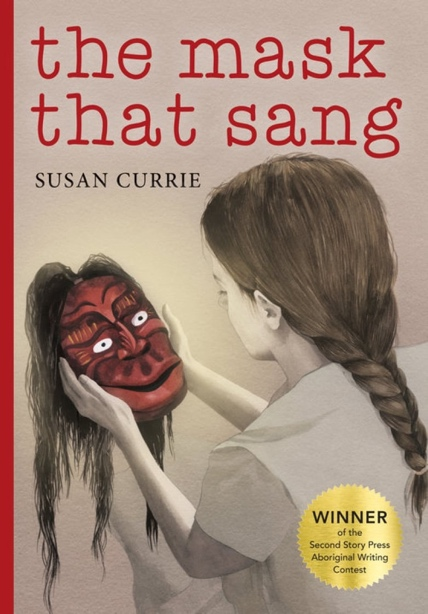 the mask
that sang
SUSAN CURRIE
WINNER
of the
Second Story Press
Aboriginal Writing
Contest